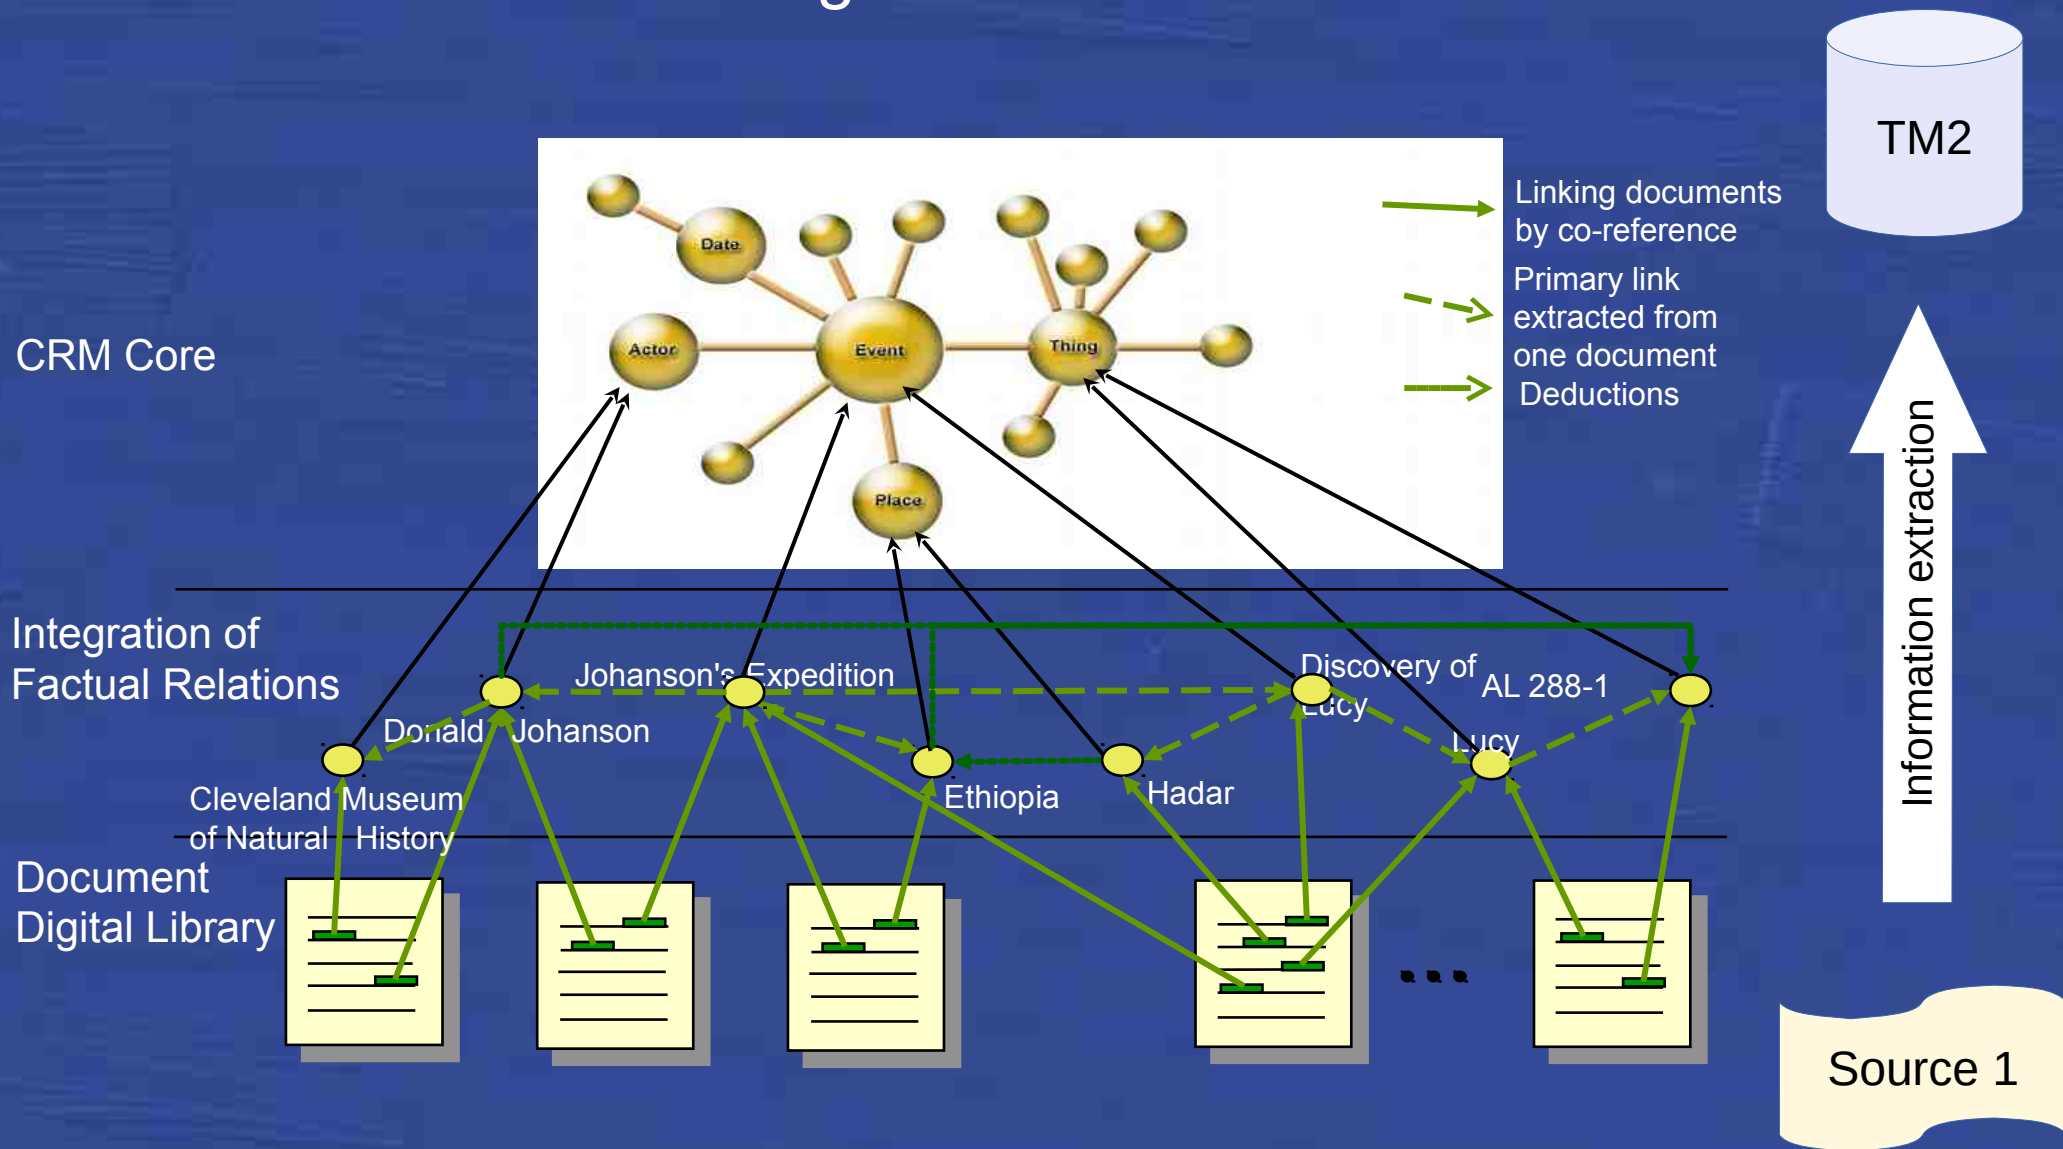 TM2
Linking documents
by co-reference
Primary link
extracted from
one document
Deductions
Date
Actor
Event
Thing
Place
CRM Core
Information extraction
Integration of
Factual Relations
Johanson's Expedition
Discovery of
Lucy
AL 288-1
Donald Johanson
Lucy
Cleveland Museum
of Natural History
Ethiopia
Hadar
Document
Digital Library
Source 1